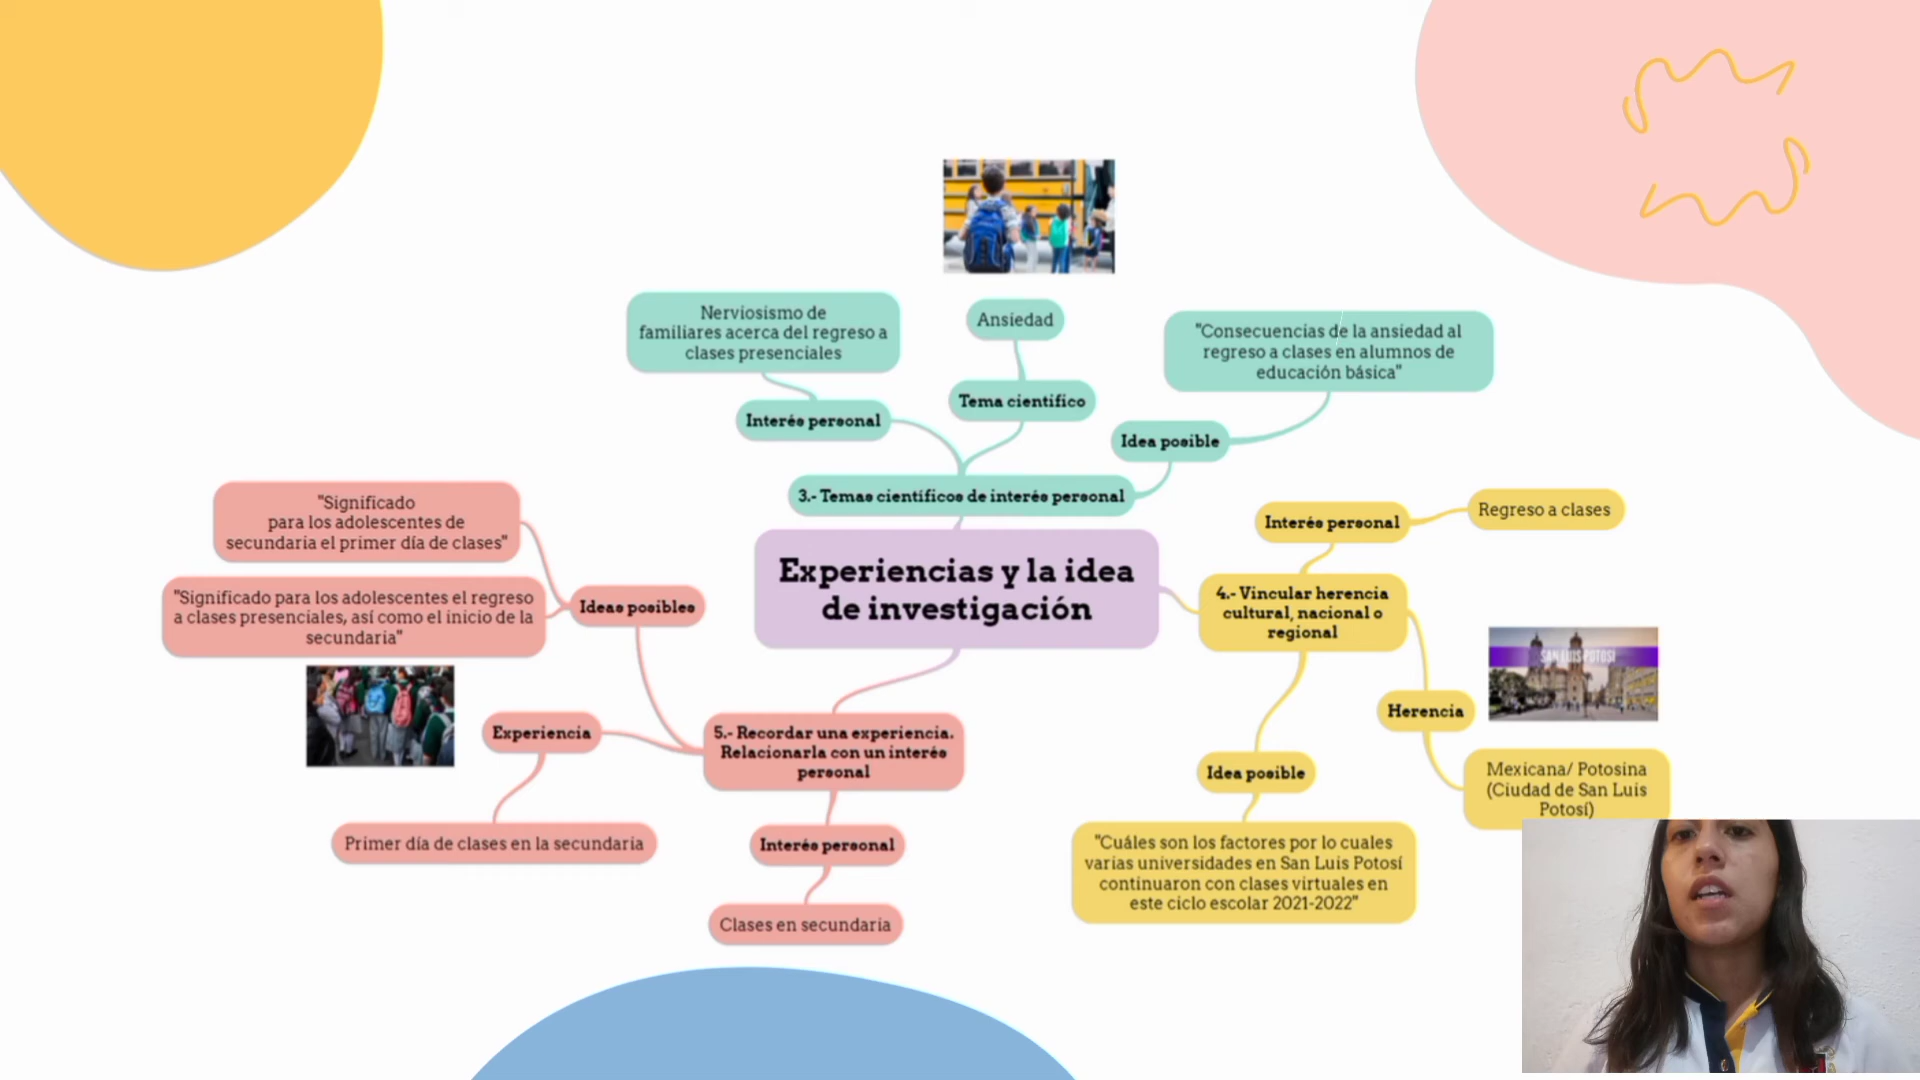 Nerviosismo de
familiares acerca del regreso a
clases presenciales
Interés personal
Ansiedad
Tema científico
"Consecuencias de la ansiedad al
regreso a clases en alumnos de
educación básica"
Idea posible
3.- Temas científicos de interés personal
Experiencias y la idea
de investigación
Interés personal
Regreso a clases
4.- Vincular herencia
cultural, nacional o
regional
SAN LUIS POTOSÍ
Herencia
Mexicana/ Potosina
(Ciudad de San Luis
Potosí)
Idea posible
"Cuáles son los factores por lo cuales
varias universidades en San Luis Potosí
continuaron con clases virtuales en
este ciclo escolar 2021-2022"
"Significado
para los adolescentes de
secundaria el primer día de clases"
"Significado para los adolescentes el regreso
a clases presenciales, así como el inicio de la
secundaria"
Ideas posibles
Experiencia
Primer día de clases en la secundaria
5.- Recordar una experiencia.
Relacionarla con un interés
personal
Interés personal
Clases en secundaria